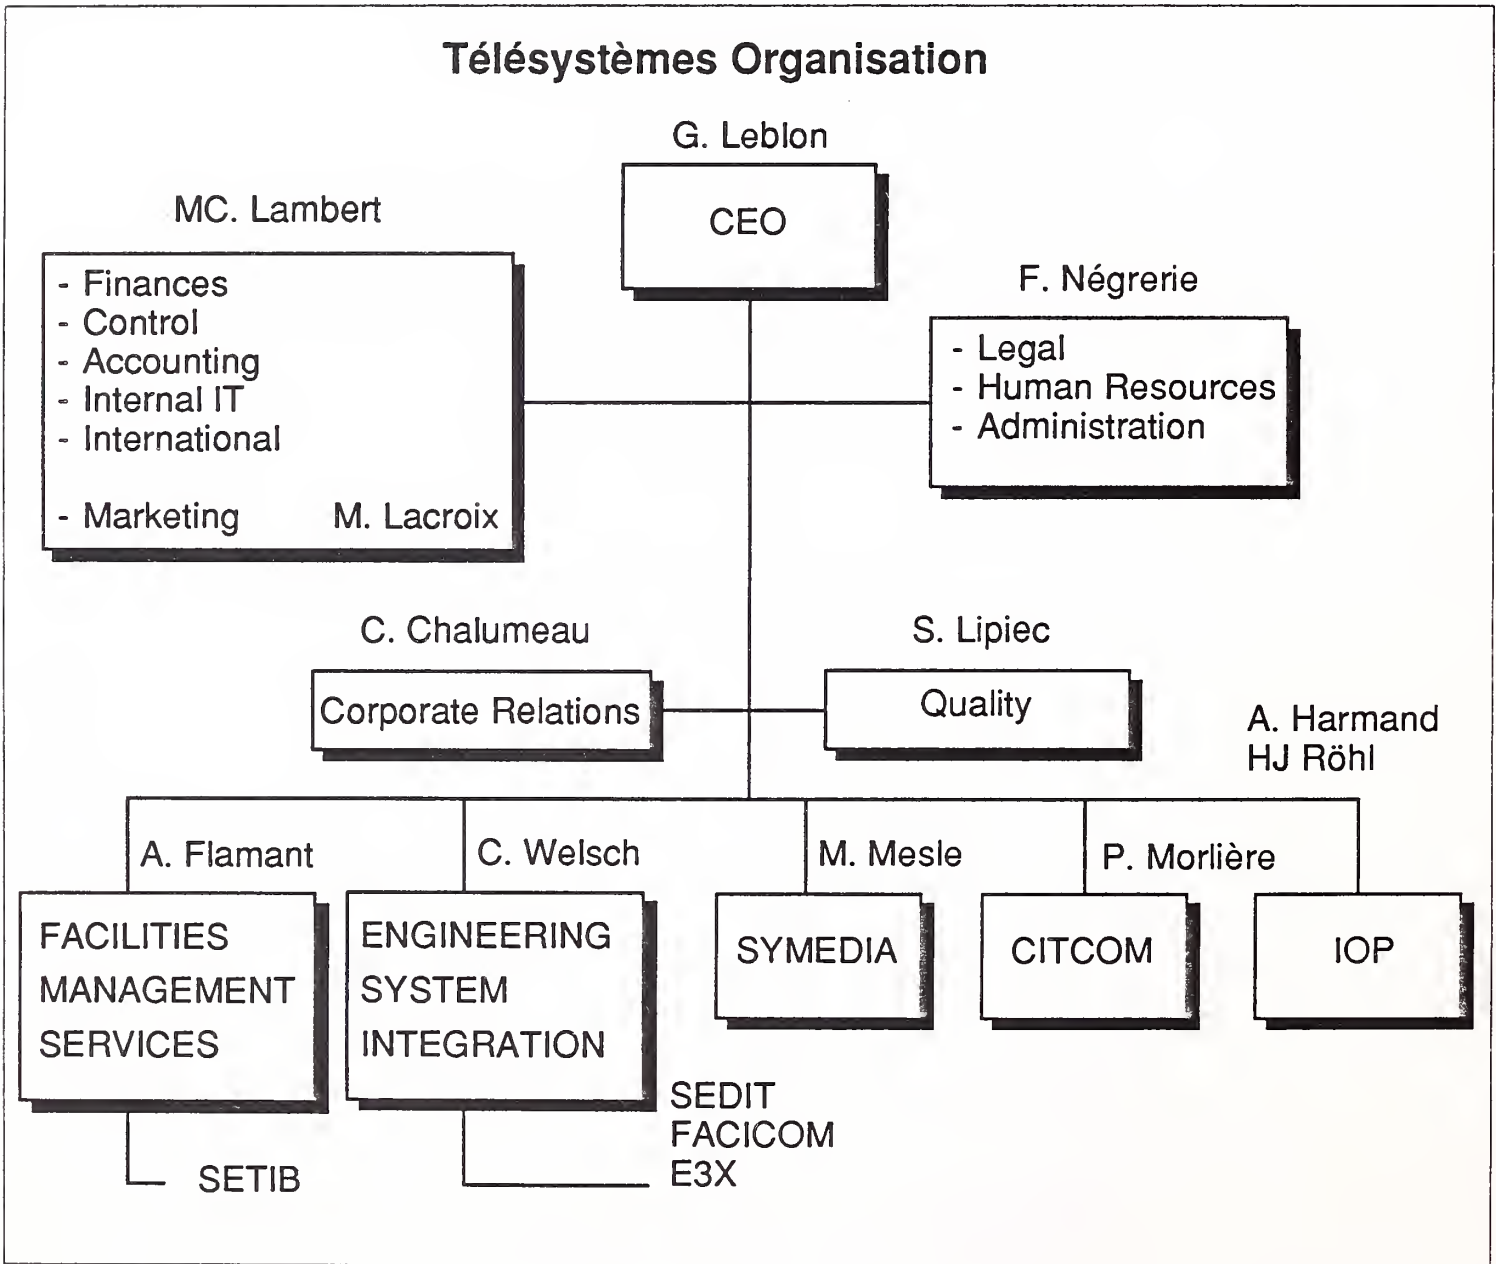 Télésystèmes Organisation
G. Leblon
CEO
MC. Lambert
- Finances
- Control
- Accounting
- Internal IT
- International
- Marketing M. Lacroix
F. Négrerie
- Legal
- Human Resources
- Administration
C. Chalumeau
Corporate Relations
S. Lipiec
Quality
A. Harmand
HJ Röhl
A. Flamant
C. Welsch
M. Mesle
P. Morlière
FACILITIES
MANAGEMENT
SERVICES
ENGINEERING
SYSTEM
INTEGRATION
SYMEDIA
CITCOM
IOP
SETIB
SEDIT
FACICOM
E3X